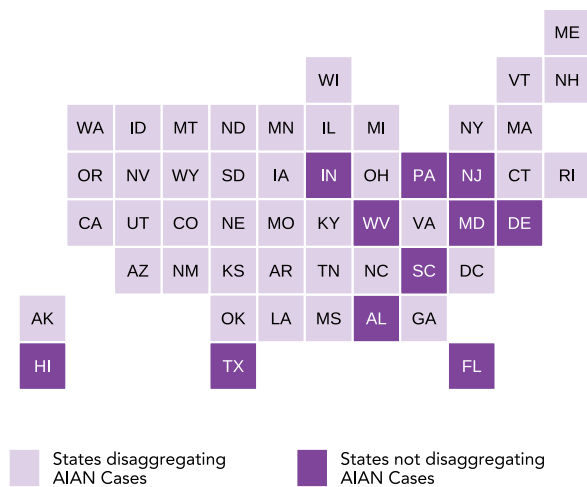 ME
WI VT NH
WA ID MT ND MN IL MI NY MA
OR NV WY SD IA IN OH PA NJ CT RI
CA UT CO NE MO KY WV VA MD DE
AZ NM KS AR TN NC SC DC
AK OK LA MS AL GA
HI TX FL
States disaggregating
AIAN Cases
States not disaggregating
AIAN Cases